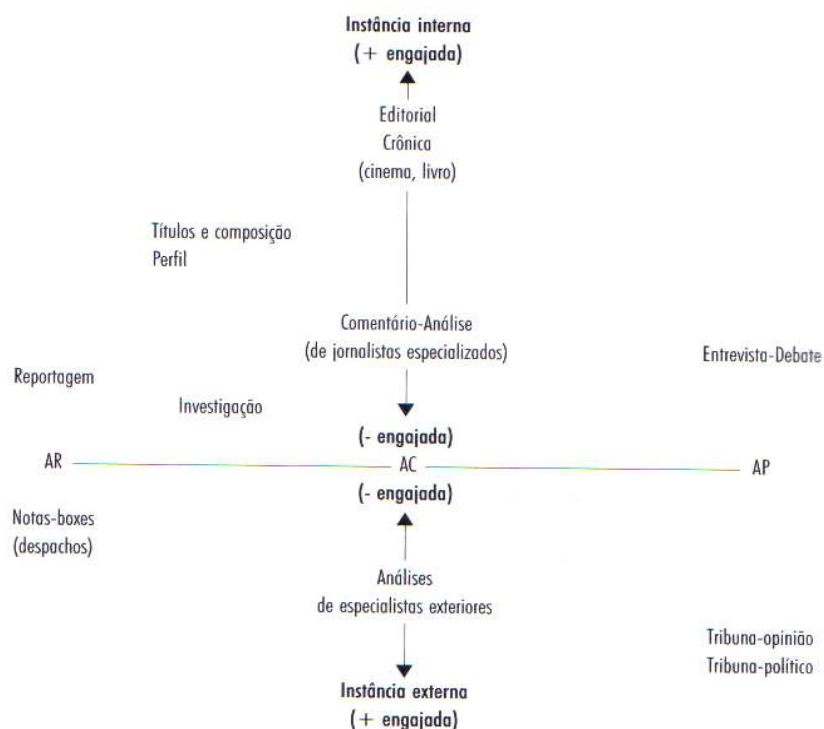 Instância interna
(+ engajada)
Editorial
Crônica
(cinema, livro)
Títulos e composição
Perfil
Comentário-Análise
(de jornalistas especializados)
Entrevista-Debate
Reportagem
Investigação
(- engajada)
AR
AC
AP
(- engajada)
Notas-boxes
(despachos)
Análises
de especialistas exteriores
Tribuna-opinião
Tribuna-político
Instância externa
(+ engajada)